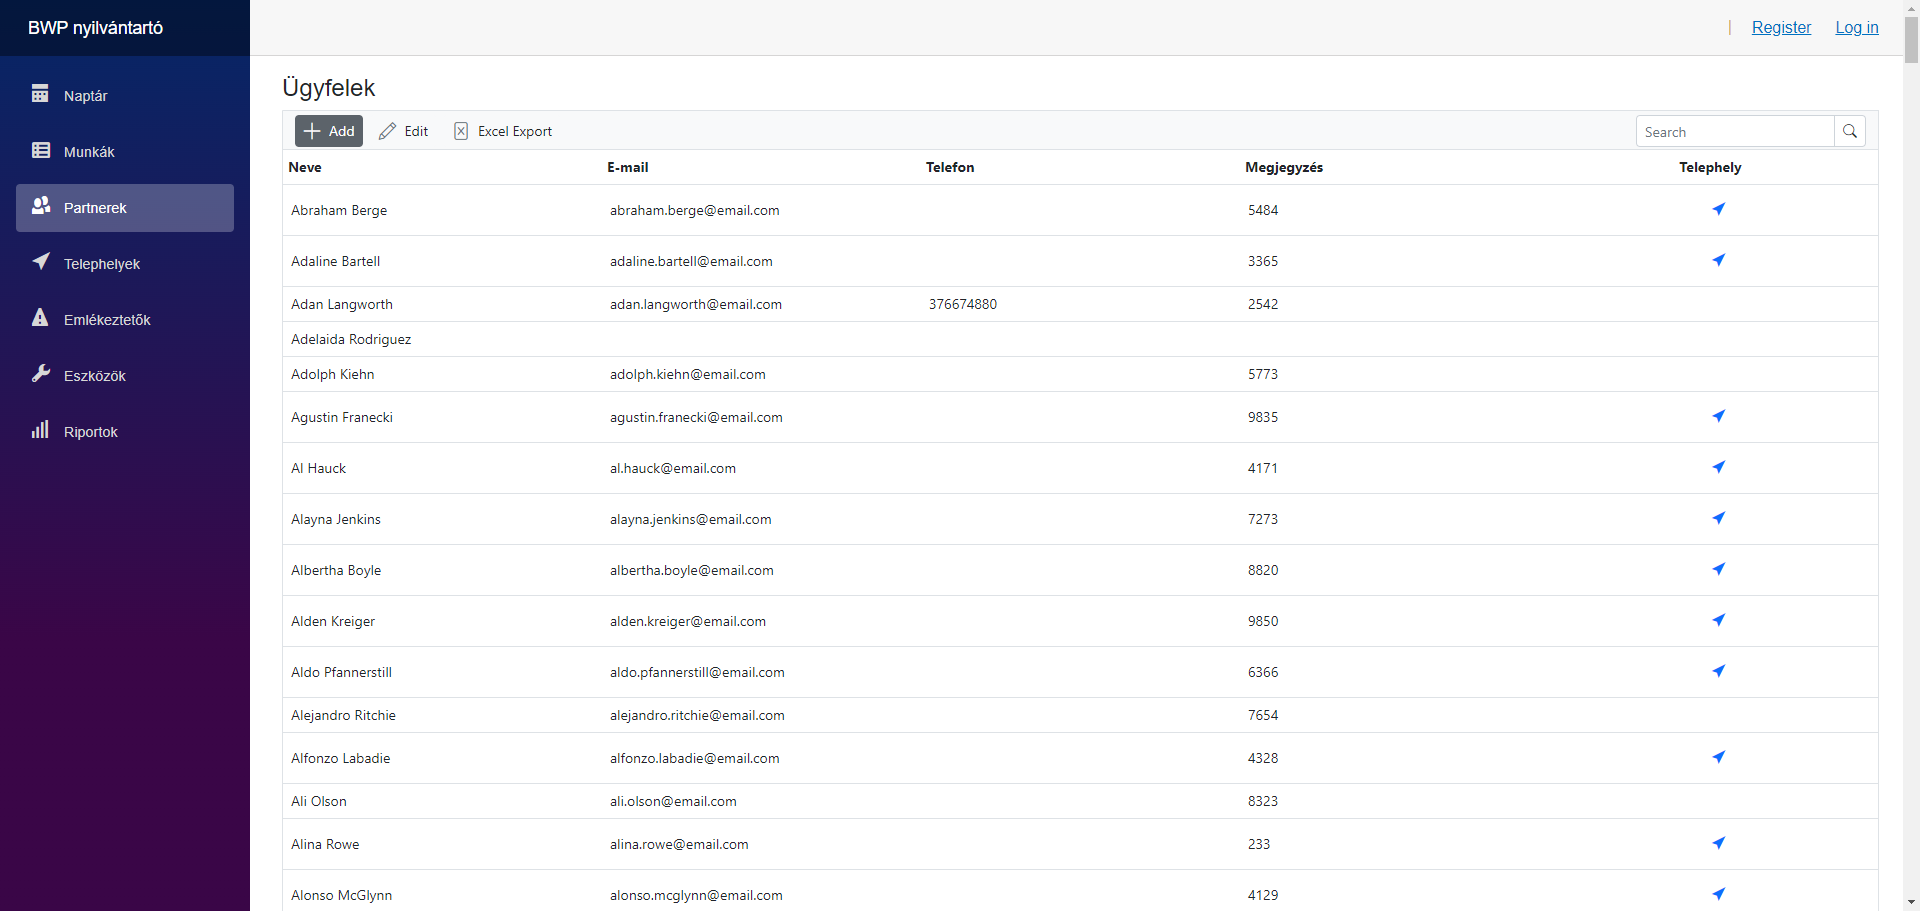 BWP nyilvántartó
Naptár
Munkák
Partnerek
Telephelyek
Emlékeztetők
Eszközök
Riportok
| Register Log in
Ügyfelek
Add Edit Excel Export Search
Neve E-mail Telefon Megjegyzés Telephely
Abraham Berge abraham.berge@email.com 5484
Adaline Bartell adaline.bartell@email.com 3365
Adan Langworth adan.langworth@email.com 376674880 2542
Adelaida Rodriguez
Adolph Kiehn adolph.kiehn@email.com 5773
Agustin Franecki agustin.franecki@email.com 9835
Al Hauck al.hauck@email.com 4171
Alayna Jenkins alayna.jenkins@email.com 7273
Albertha Boyle albertha.boyle@email.com 8820
Alden Kreiger alden.kreiger@email.com 9850
Aldo Pfannerstill aldo.pfannerstill@email.com 6366
Alejandro Ritchie alejandro.ritchie@email.com 7654
Alfonzo Labadie alfonzo.labadie@email.com 4328
Ali Olson ali.olson@email.com 8323
Alina Rowe alina.rowe@email.com 233
Alonso McGlynn alonso.mcglynn@email.com 4129